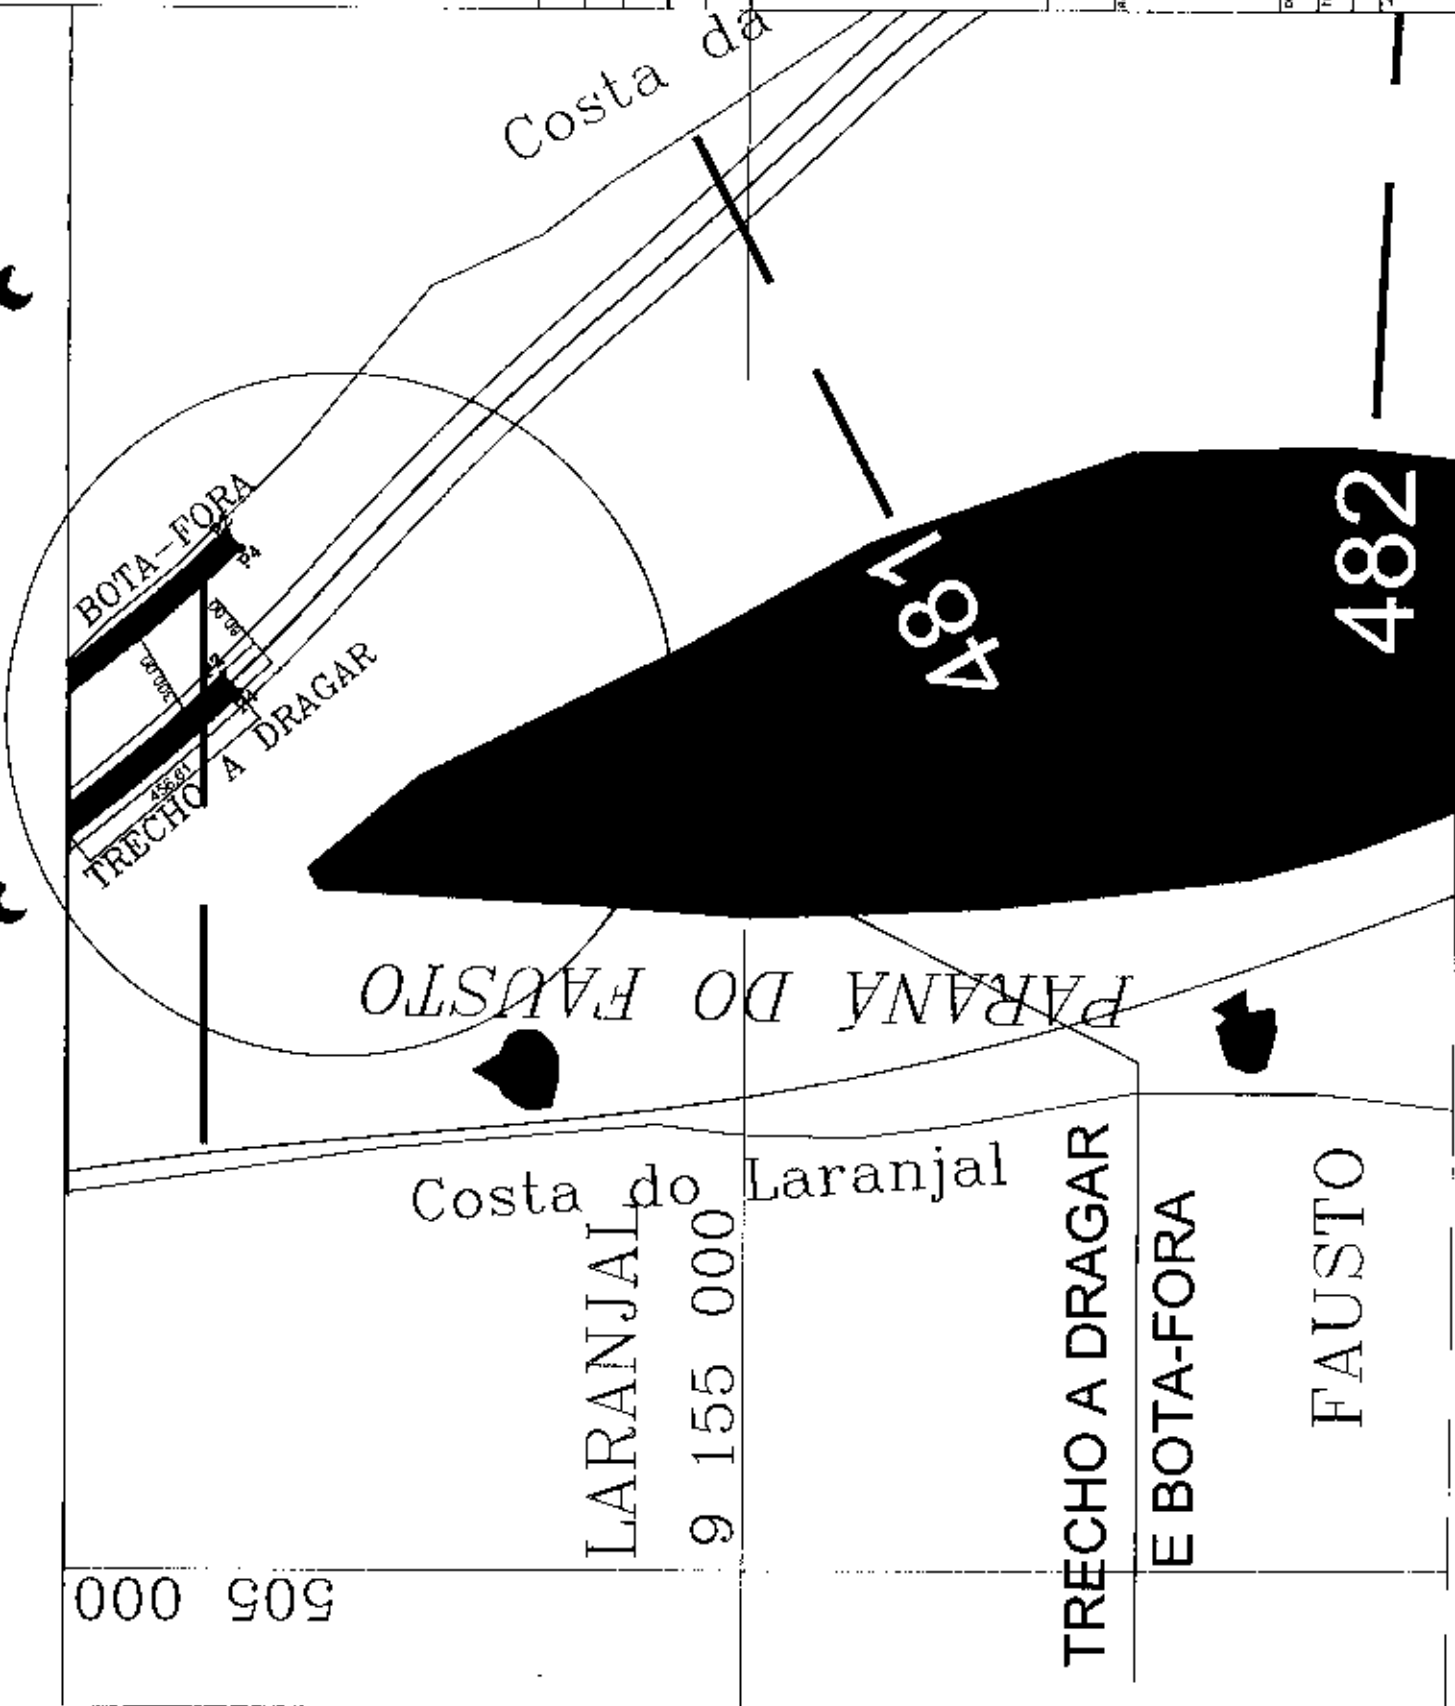 Costa da
BOTA-FORA
P4
TRECHO A DRAGAR
456.61
481
482
PARANÁ DO FAUSTO
Costa do Laranjal
LARANJAL
9 155 000
TRECHO A DRAGAR
E BOTA-FORA
FAUSTO
505 000